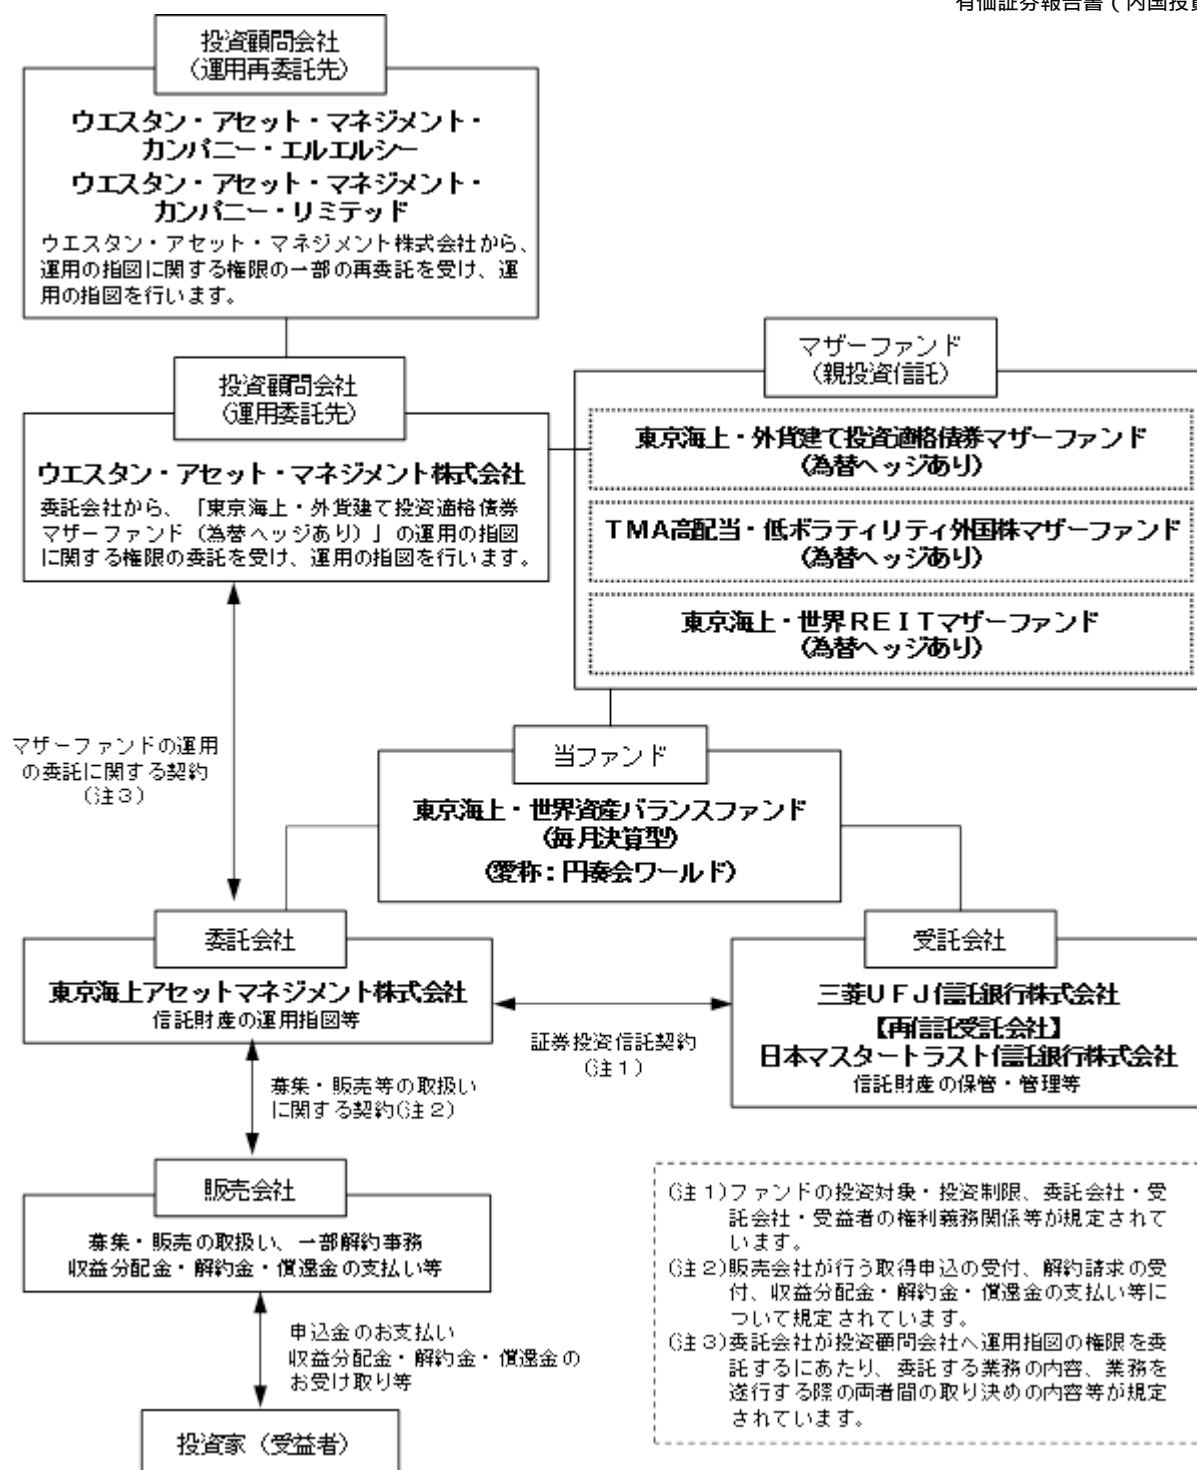 有価証券報告書（内国投資
投資顧問会社
（運用再委託先）
ウエスタン・アセット・マネジメント・
カンパニー・エルエルシー
ウエスタン・アセット・マネジメント・
カンパニー・リミテッド
ウエスタン・アセット・マネジメント株式会社から、
運用の指図に関する権限の一部の再委託を受け、運
用の指図を行います。
マザーファンド
（親投資信託）
東京海上・外貨建て投資適格債券マザーファンド
（為替ヘッジあり）
ＴＭＡ高配当・低ボラティリティ外国株マザーファンド
（為替ヘッジあり）
東京海上・世界ＲＥＩＴマザーファンド
（為替ヘッジあり）
投資顧問会社
（運用委託先）
ウエスタン・アセット・マネジメント株式会社
委託会社から、「東京海上・外貨建て投資適格債券
マザーファンド（為替ヘッジあり）」の運用の指図
に関する権限の委託を受け、運用の指図を行います。
マザーファンドの運用
の委託に関する契約
（注３）
当ファンド
東京海上・世界資産バランスファンド
（毎月決算型）
（愛称：円奏会ワールド）
委託会社
東京海上アセットマネジメント株式会社
信託財産の運用指図等
証券投資信託契約
（注１）
受託会社
三菱ＵＦＪ信託銀行株式会社
【再信託受託会社】
日本マスタートラスト信託銀行株式会社
信託財産の保管・管理等
募集・販売等の取扱い
に関する契約（注２）
販売会社
募集・販売の取扱い、一部解約事務
収益分配金・解約金・償還金の支払い等
申込金のお支払い
収益分配金・解約金・償還金の
お受け取り等
投資家（受益者）
（注１）ファンドの投資対象・投資制限、委託会社・受
託会社・受益者の権利義務関係等が規定されて
います。
（注２）販売会社が行う取得申込の受付、解約請求の受
付、収益分配金・解約金・償還金の支払い等に
ついて規定されています。
（注３）委託会社が投資顧問会社へ運用指図の権限を委
託するにあたり、委託する業務の内容、業務を
遂行する際の両者間の取り決めの内容等が規定
されています。